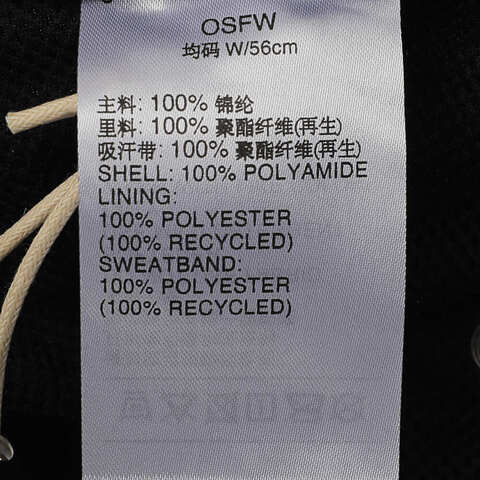 OSFW
均码 W/56cm
主料: 100% 锦纶
里料: 100% 聚酯纤维(再生)
吸汗带: 100% 聚酯纤维(再生)
SHELL: 100% POLYAMIDE
LINING:
100% POLYESTER
(100% RECYCLED)
SWEATBAND:
100% POLYESTER
(100% RECYCLED)